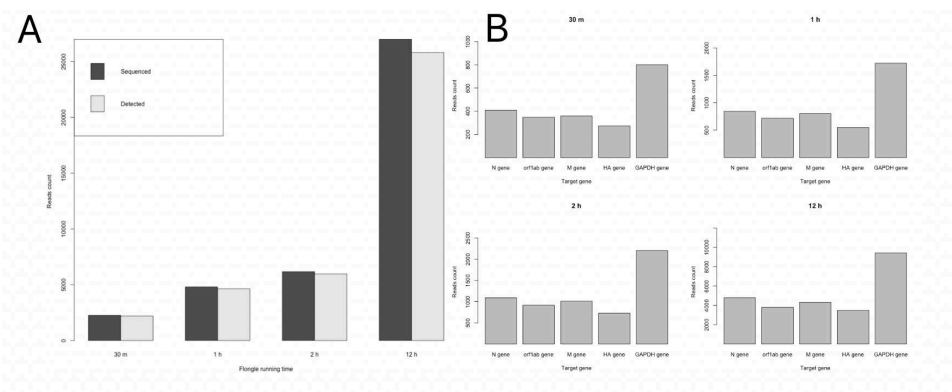 A
Sequenced
Detected
Reads count
0
5000
10000
15000
20000
25000
30 m
1 h
2 h
12 h
Flongle running time
B
30 m
Reads count
200
400
600
800
1000
N gene
orf1ab gene
M gene
HA gene
GAPDH gene
Target gene
1 h
Reads count
500
1000
1500
2000
N gene
orf1ab gene
M gene
HA gene
GAPDH gene
Target gene
2 h
Reads count
500
1000
1500
2000
2500
N gene
orf1ab gene
M gene
HA gene
GAPDH gene
Target gene
12 h
Reads count
2000
4000
6000
8000
10000
N gene
orf1ab gene
M gene
HA gene
GAPDH gene
Target gene